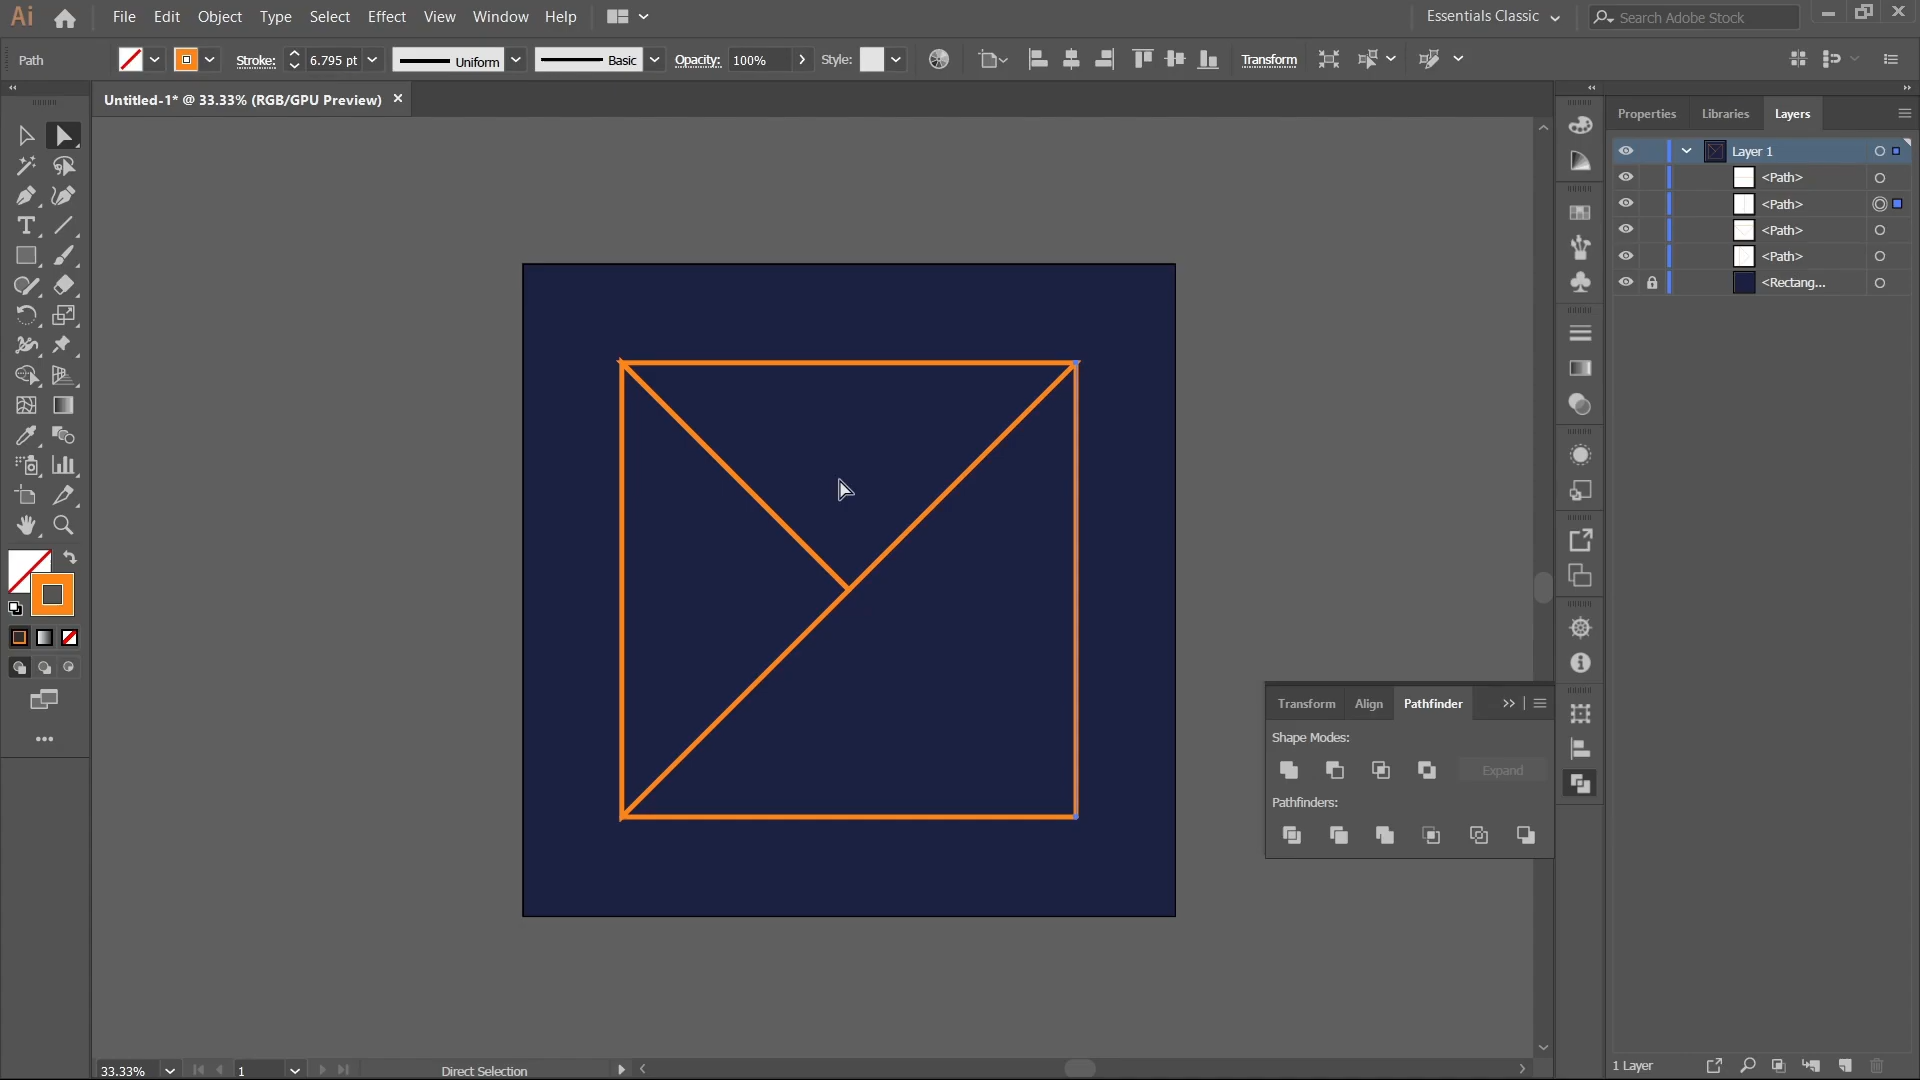 Ai File Edit Object Type Select Effect View Window Help Essentials Classic Search Adobe Stock
Path Stroke: 6.795 pt Uniform Basic Opacity: 100% Style: Transform
Untitled-1* @ 33.33% (RGB/GPU Preview)
Properties Libraries Layers
Layer 1
<Path>
<Path>
<Path>
<Path>
<Rectang...
Transform Align Pathfinder
Shape Modes:
Expand
Pathfinders:
33.33% 1 Direct Selection
1 Layer